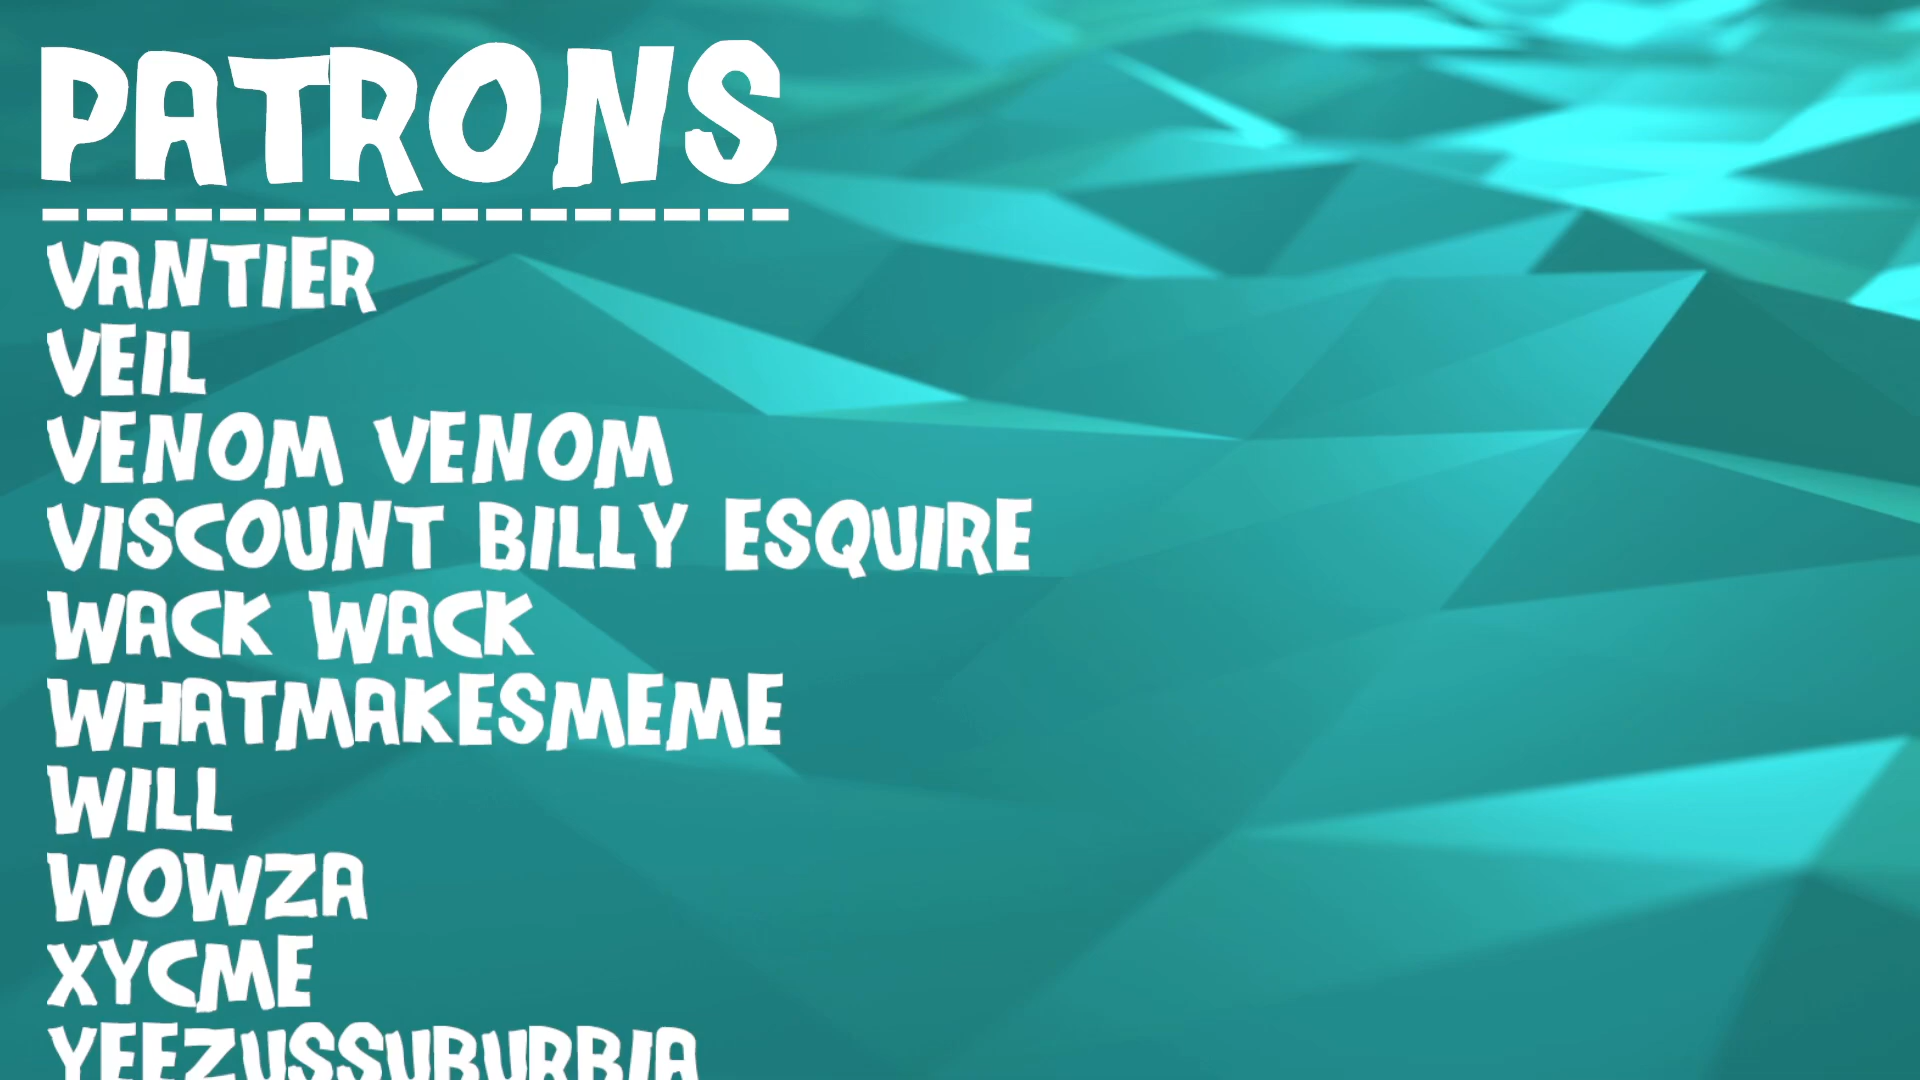 PATRONS
-----------------
VANTIER
VEIL
VENOM VENOM
VISCOUNT BILLY ESQUIRE
WACK WACK
WHATMAKESMEME
WILL
WOWZA
XYCME
YEEZUSSUBURBIA